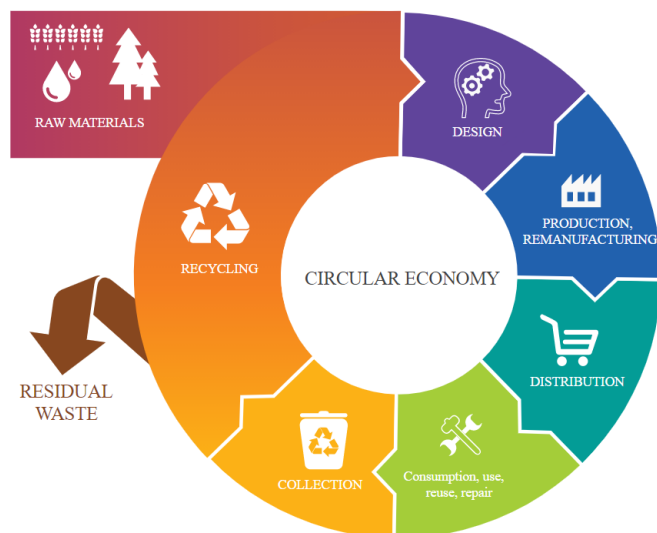 RAW MATERIALS
DESIGN
PRODUCTION,
REMANUFACTURING
RECYCLING
CIRCULAR ECONOMY
DISTRIBUTION
RESIDUAL
WASTE
COLLECTION
Consumption, use,
reuse, repair